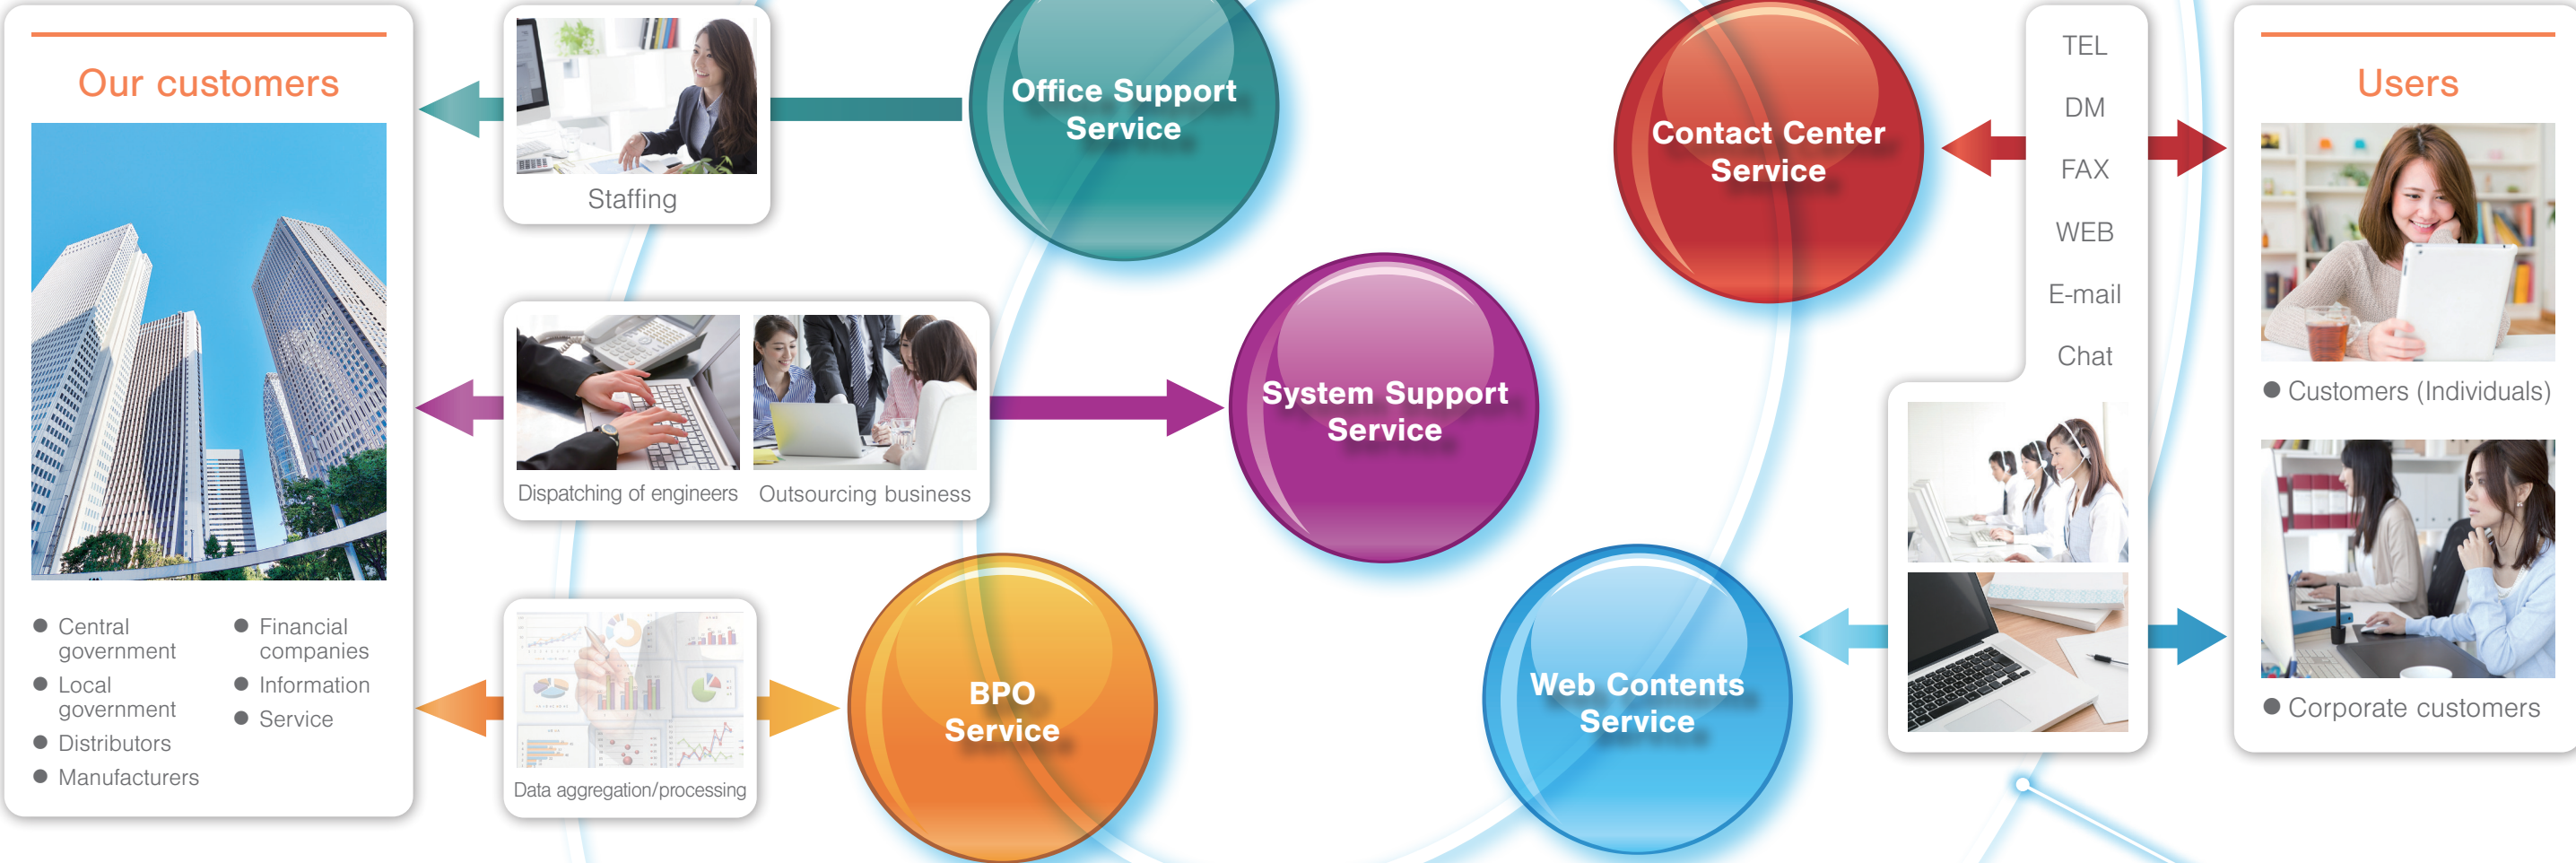 Our customers
Central
government
Local
government
Distributors
Manufacturers
Financial
companies
Information
Service
Staffing
Dispatching of engineers
Outsourcing business
Data aggregation/processing
Office Support
Service
System Support
Service
BPO
Service
Contact Center
Service
Web Contents
Service
TEL
DM
FAX
WEB
E-mail
Chat
Users
Customers (Individuals)
Corporate customers